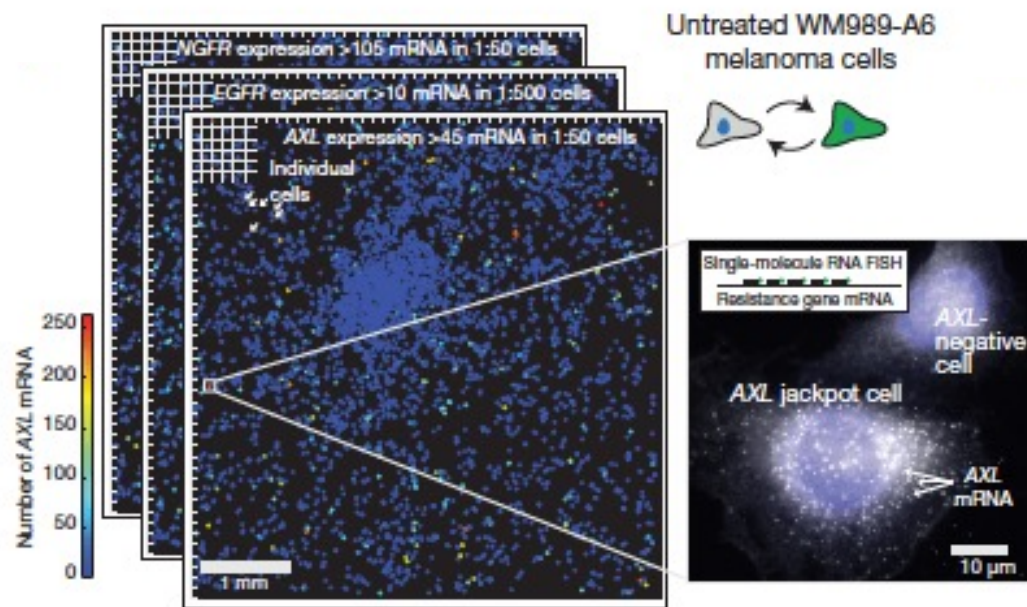 NGFR expression >105 mRNA in 1:50 cells
EGFR expression >10 mRNA in 1:500 cells
AXL expression >45 mRNA in 1:50 cells
Individual
cells
Untreated WM989-A6
melanoma cells
Number of AXL mRNA
250
200
150
100
50
0
1 mm
Single-molecule RNA FISH
Resistance gene mRNA
AXL-
negative
cell
AXL jackpot cell
AXL
mRNA
10 µm